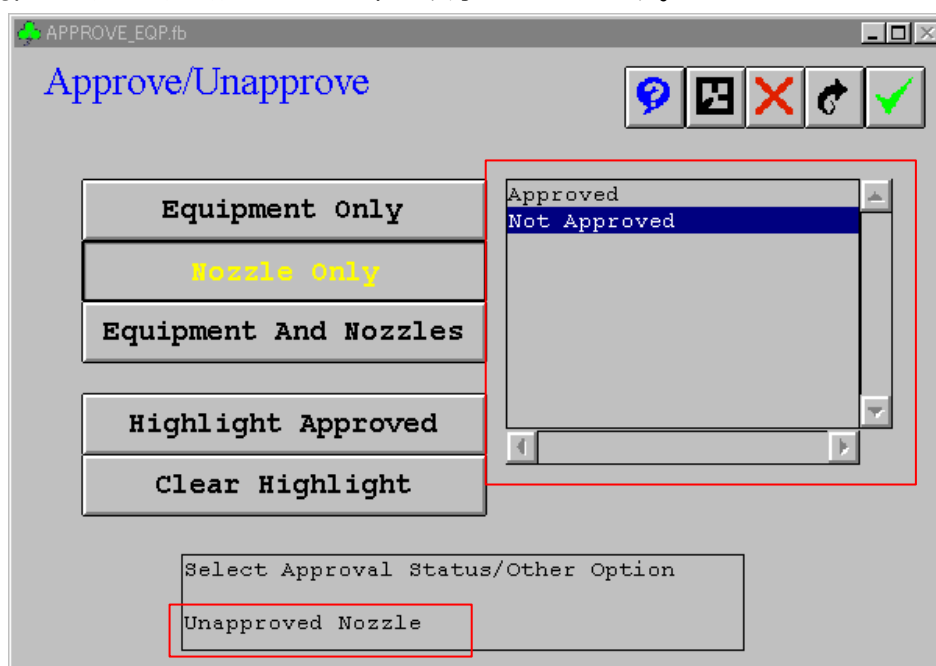 APPROVE_EQP.fb
Approve/Unapprove
Equipment Only
Nozzle Only
Equipment And Nozzles
Highlight Approved
Clear Highlight
Approved
Not Approved
Select Approval Status/Other Option
Unapproved Nozzle